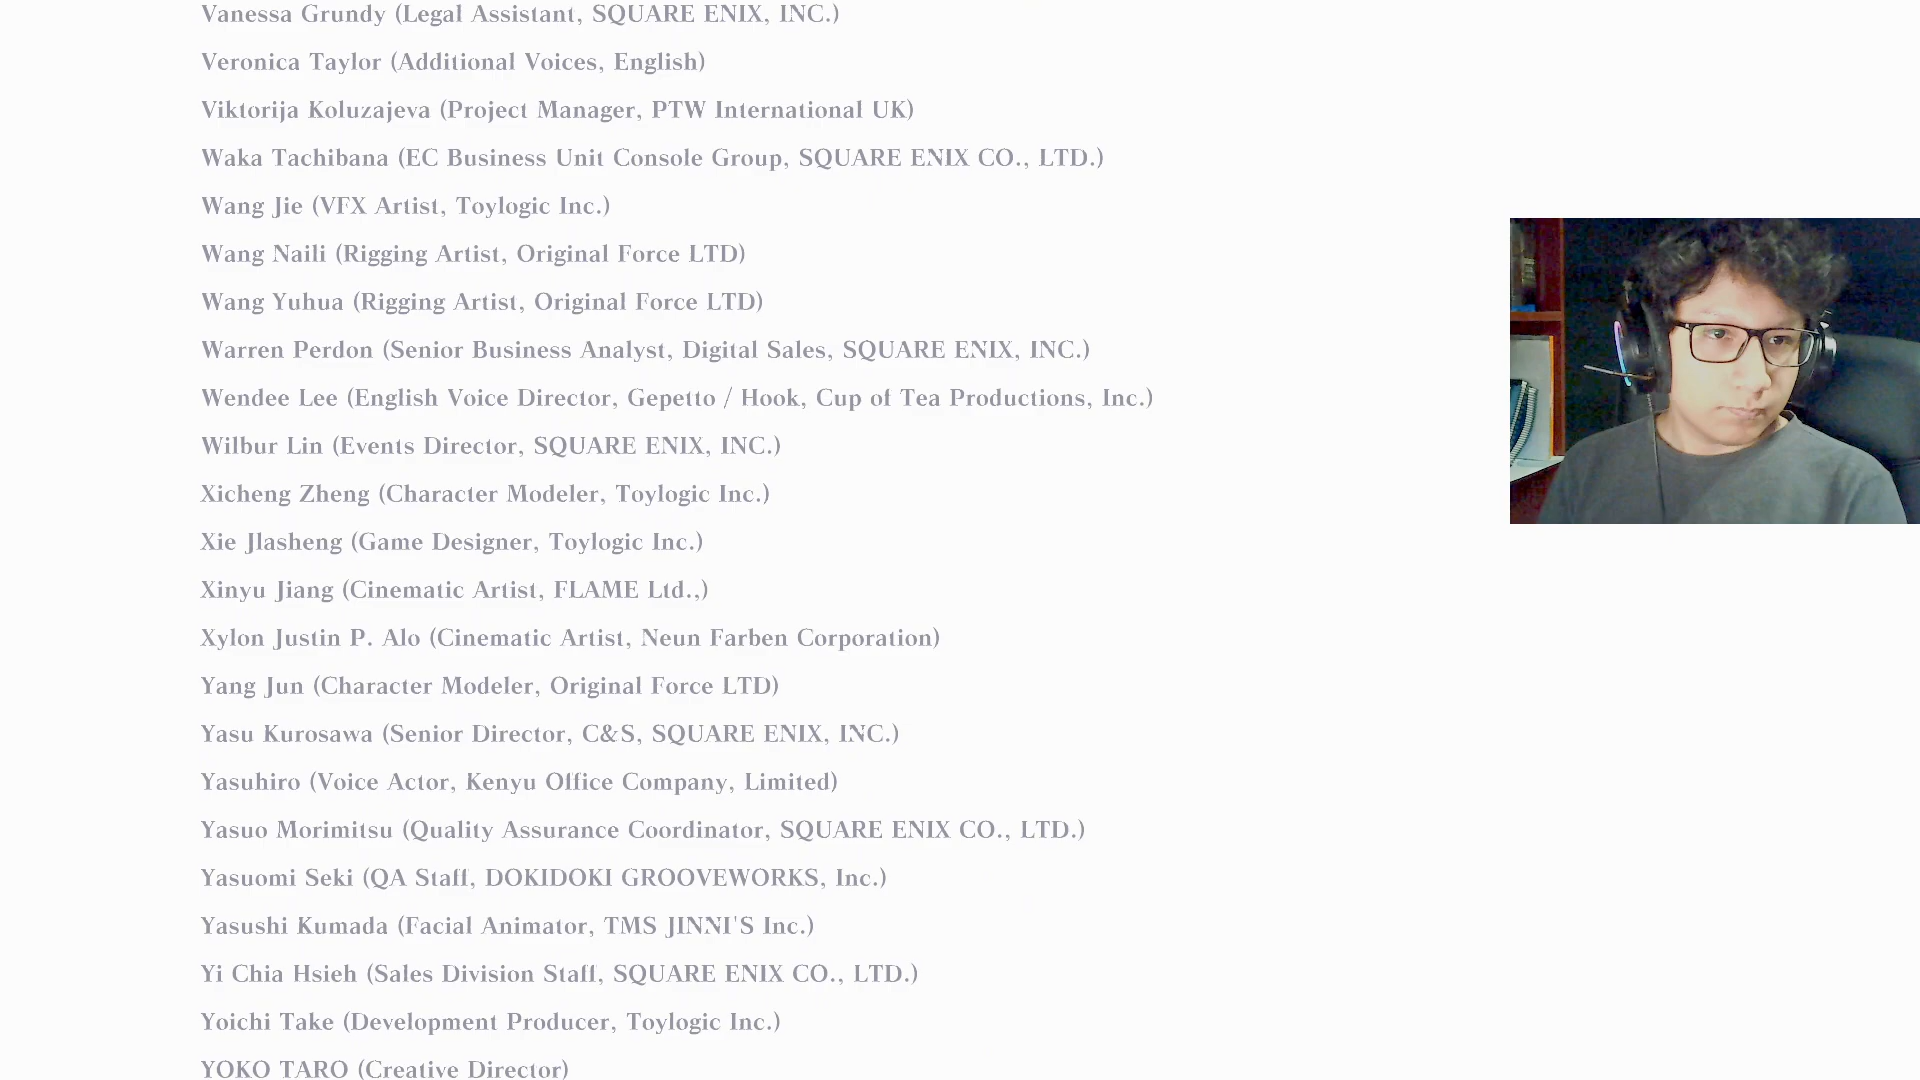 Vanessa Grundy (Legal Assistant, SQUARE ENIX, INC.)
Veronica Taylor (Additional Voices, English)
Viktorija Koluzajeva (Project Manager, PTW International UK)
Waka Tachibana (EC Business Unit Console Group, SQUARE ENIX CO., LTD.)
Wang Jie (VFX Artist, Toylogic Inc.)
Wang Naili (Rigging Artist, Original Force LTD)
Wang Yuhua (Rigging Artist, Original Force LTD)
Warren Perdon (Senior Business Analyst, Digital Sales, SQUARE ENIX, INC.)
Wendee Lee (English Voice Director, Gepetto / Hook, Cup of Tea Productions, Inc.)
Wilbur Lin (Events Director, SQUARE ENIX, INC.)
Xicheng Zheng (Character Modeler, Toylogic Inc.)
Xie Jlasheng (Game Designer, Toylogic Inc.)
Xinyu Jiang (Cinematic Artist, FLAME Ltd.,)
Xylon Justin P. Alo (Cinematic Artist, Neun Farben Corporation)
Yang Jun (Character Modeler, Original Force LTD)
Yasu Kurosawa (Senior Director, C&S, SQUARE ENIX, INC.)
Yasuhiro (Voice Actor, Kenyu Office Company, Limited)
Yasuo Morimitsu (Quality Assurance Coordinator, SQUARE ENIX CO., LTD.)
Yasuomi Seki (QA Staff, DOKIDOKI GROOVEWORKS, Inc.)
Yasushi Kumada (Facial Animator, TMS JINNI'S Inc.)
Yi Chia Hsieh (Sales Division Staff, SQUARE ENIX CO., LTD.)
Yoichi Take (Development Producer, Toylogic Inc.)
YOKO TARO (Creative Director)